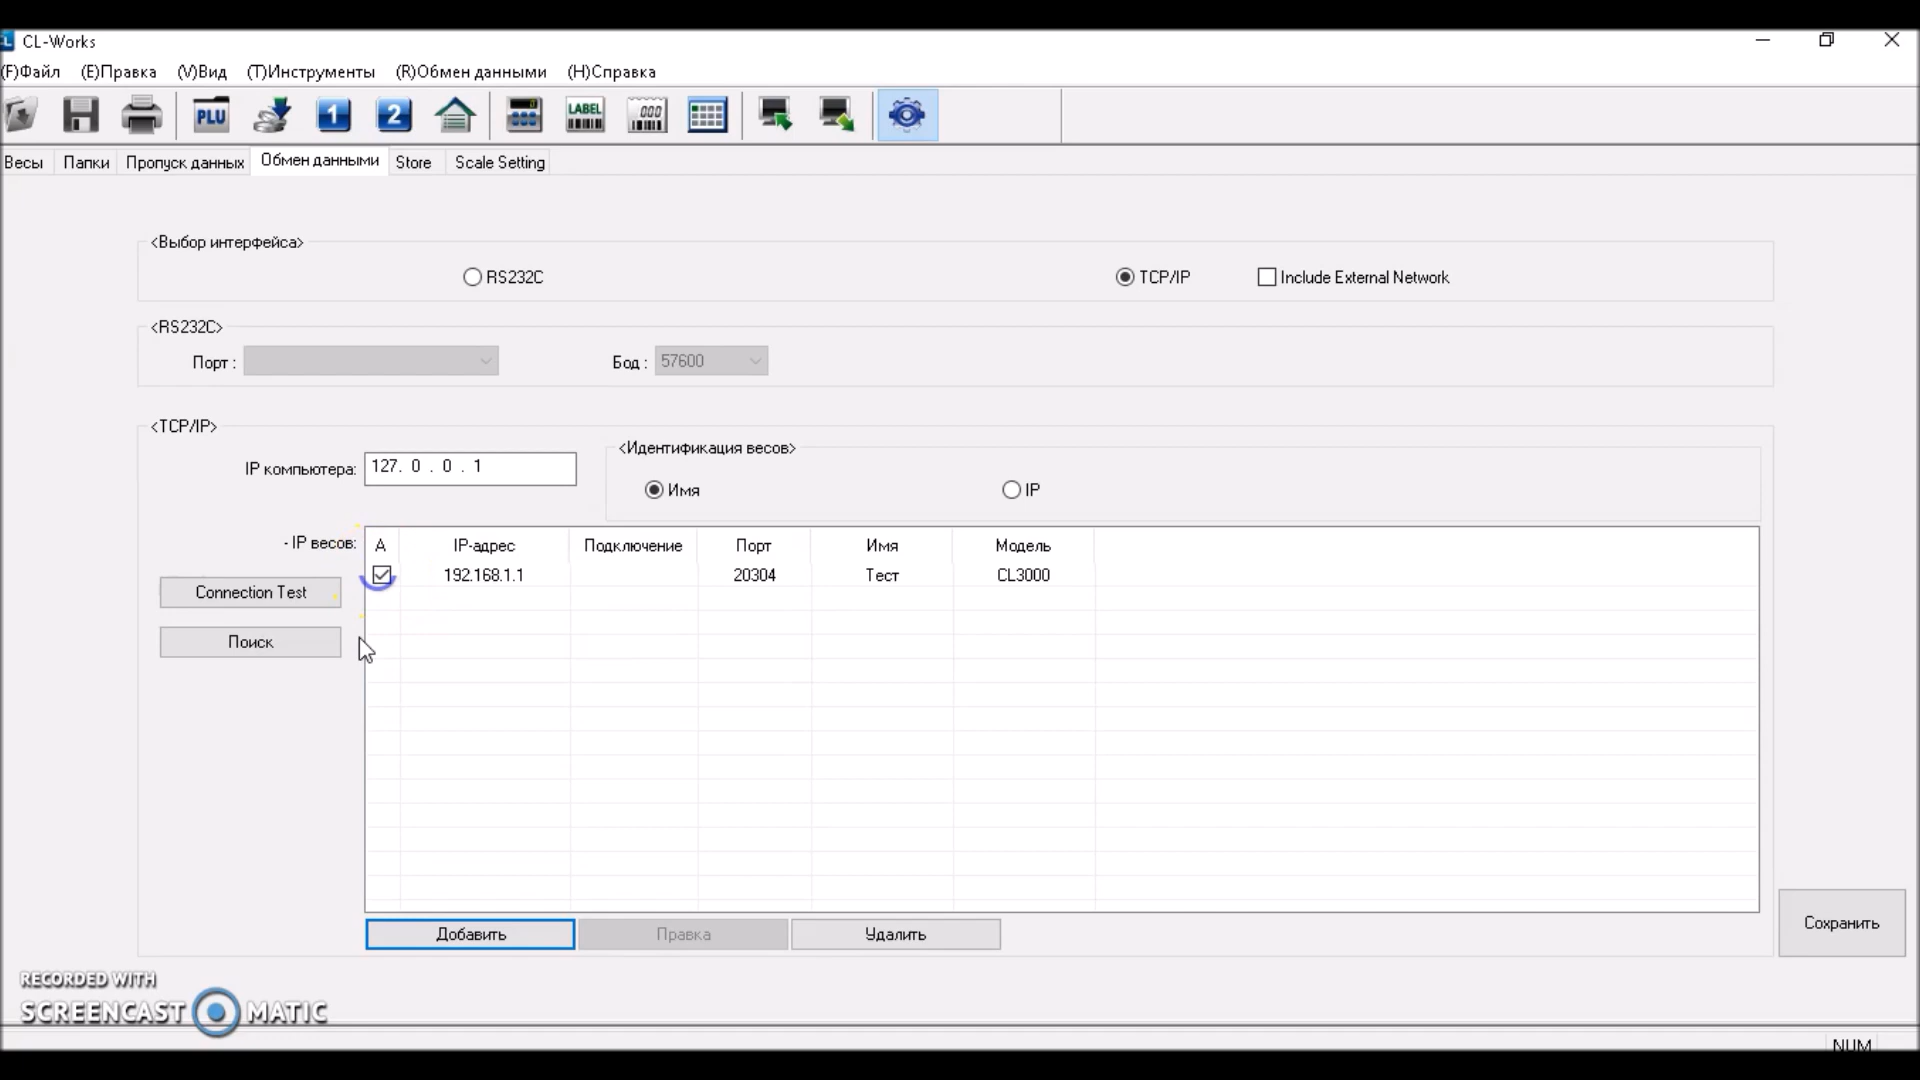 CL-Works
(F)Файл (E)Правка (V)Вид (T)Инструменты (R)Обмен данными (H)Справка
PLU 1 2 LABEL 000
Весы Папки Пропуск данных Обмен данными Store Scale Setting
<Выбор интерфейса>
RS232C TCP/IP Include External Network
<RS232C>
Порт : Бод : 57600
<TCP/IP>
<Идентификация весов>
IP компьютера: 127. 0 . 0 . 1
Имя IP
- IP весов: A IP-адрес Подключение Порт Имя Модель
192.168.1.1 20304 Тест CL3000
Connection Test
Поиск
Добавить Правка Удалить
Сохранить
RECORDED WITH
SCREENCAST MATIC
NUM